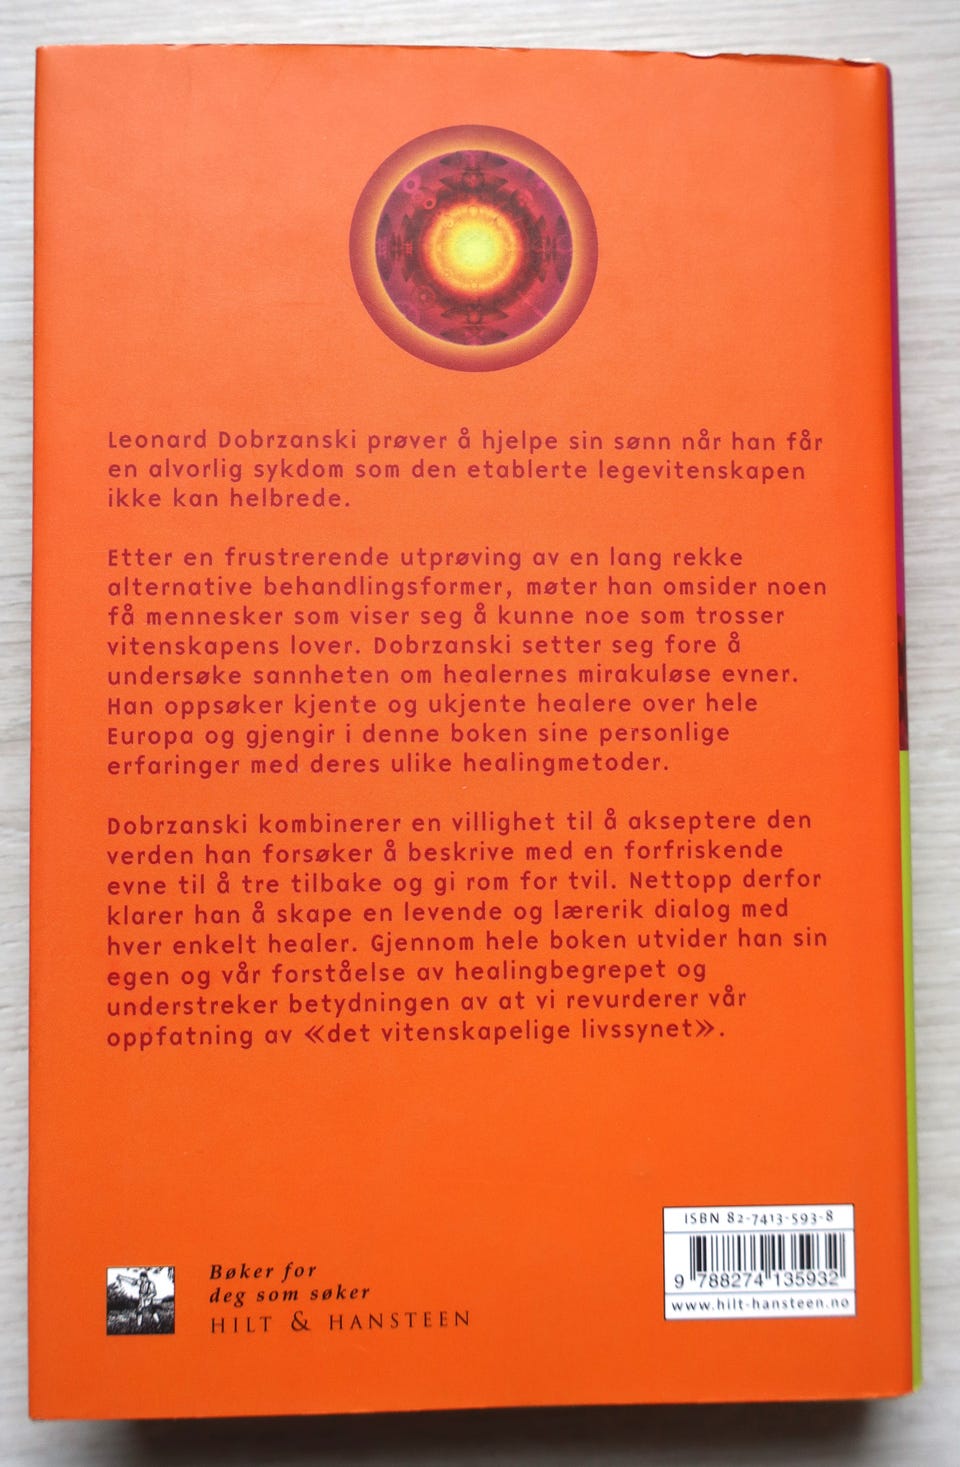 Leonard Dobrzanski prøver å hjelpe sin sønn når han får
en alvorlig sykdom som den etablerte legevitenskapen
ikke kan helbrede.
Etter en frustrerende utprøving av en lang rekke
alternative behandlingsformer, møter han omsider noen
få mennesker som viser seg å kunne noe som trosser
vitenskapens lover. Dobrzanski setter seg fore å
undersøke sannheten om healernes mirakuløse evner.
Han oppsøker kjente og ukjente healere over hele
Europa og gjengir i denne boken sine personlige
erfaringer med deres ulike healingmetoder.
Dobrzanski kombinerer en villighet til å akseptere den
verden han forsøker å beskrive med en forfriskende
evne til å tre tilbake og gi rom for tvil. Nettopp derfor
klarer han å skape en levende og lærerik dialog med
hver enkelt healer. Gjennom hele boken utvider han sin
egen og vår forståelse av healingbegrepet og
understreker betydningen av at vi revurderer vår
oppfatning av «det vitenskapelige livssynet».
ISBN 82-7413-593-8
9 788274 135932
www.hilt-hansteen.no
Bøker for
deg som søker
HILT & HANSTEEN